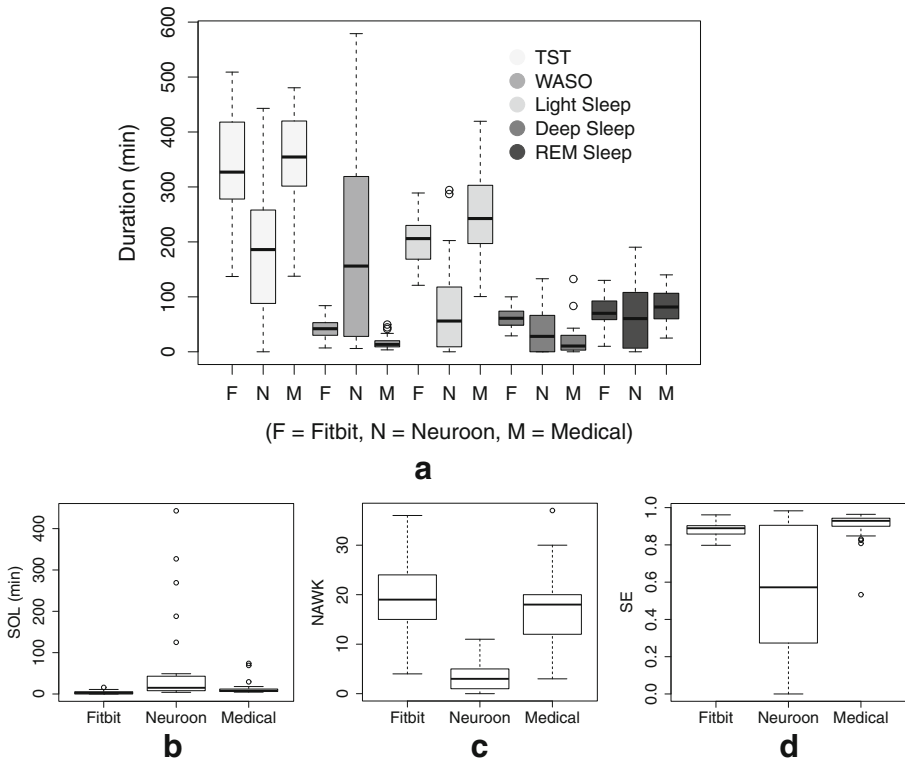 600
500
400
300
200
100
0
Duration (min)
TST
WASO
Light Sleep
Deep Sleep
REM Sleep
F N M F N M F N M F N M F N M
(F = Fitbit, N = Neuroon, M = Medical)
a
400
300
200
100
0
SOL (min)
Fitbit Neuroon Medical
b
30
20
10
0
NAWK
Fitbit Neuroon Medical
c
1.0
0.8
0.6
0.4
0.2
0.0
SE
Fitbit Neuroon Medical
d